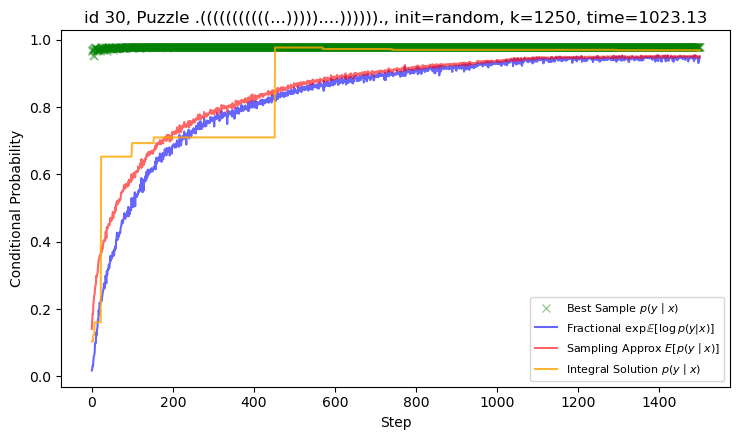 id 30, Puzzle .(((((((((((...)))))....))))))., init=random, k=1250, time=1023.13
Conditional Probability
1.0
0.8
0.6
0.4
0.2
0.0
Best Sample p(y | x)
Fractional exp𝔼[log p(y|x)]
Sampling Approx E[p(y | x)]
Integral Solution p(y | x)
0 200 400 600 800 1000 1200 1400
Step